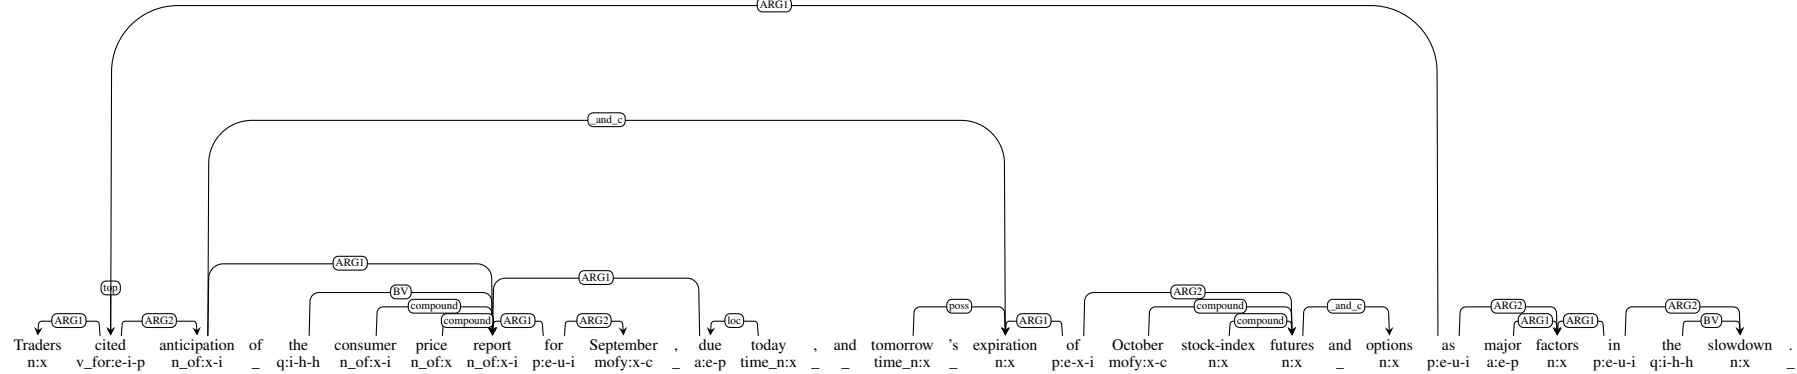 ARG1
_and_c
ARG1
ARG1
top
BV
ARG2
compound poss compound ARG2 ARG2
ARG1 ARG2 compound ARG1 ARG2 loc ARG1 compound _and_c ARG1 ARG1 BV
Traders cited anticipation of the consumer price report for September , due today , and tomorrow 's expiration of October stock-index futures and options as major factors in the slowdown .
n:x v_for:e-i-p n_of:x-i _ q:i-h-h n_of:x-i n_of:x n_of:x-i p:e-u-i mofy:x-c _ a:e-p time_n:x _ _ time_n:x _ n:x p:e-x-i mofy:x-c n:x n:x _ n:x p:e-u-i a:e-p n:x p:e-u-i q:i-h-h n:x _